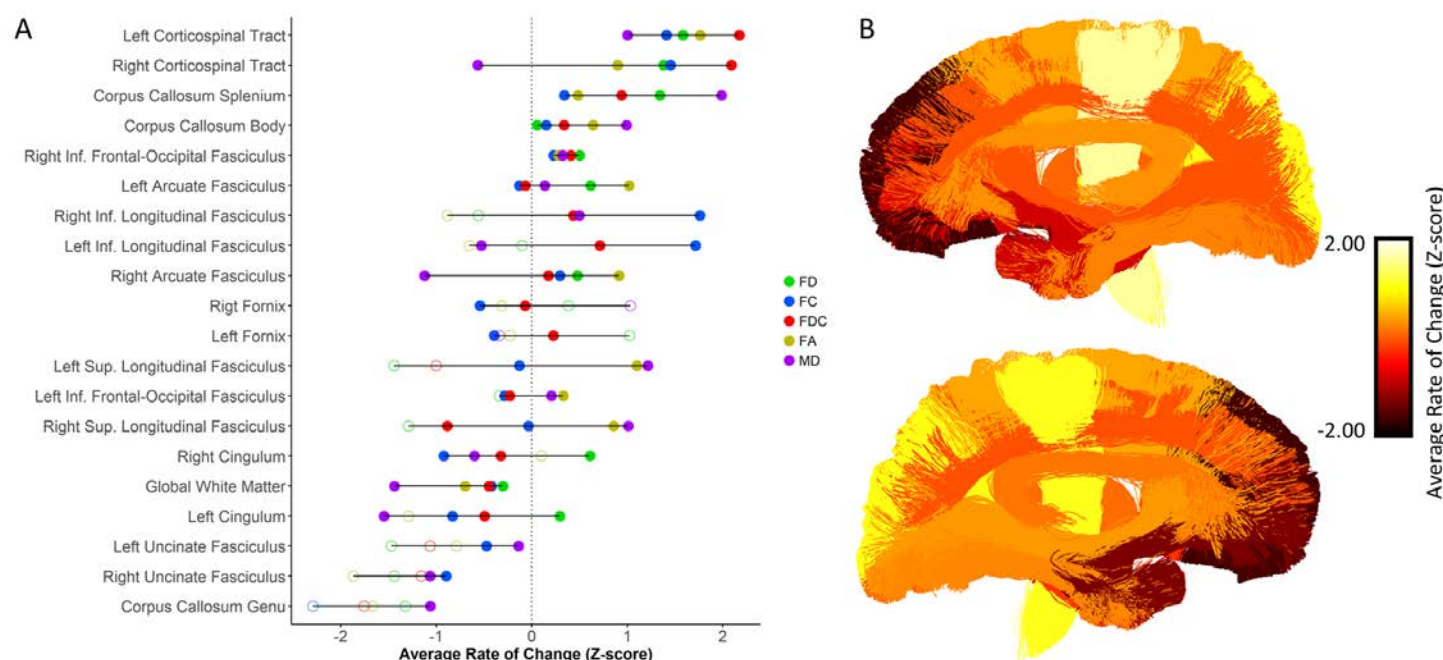 A
Left Corticospinal Tract
Right Corticospinal Tract
Corpus Callosum Splenium
Corpus Callosum Body
Right Inf. Frontal-Occipital Fasciculus
Left Arcuate Fasciculus
Right Inf. Longitudinal Fasciculus
Left Inf. Longitudinal Fasciculus
Right Arcuate Fasciculus
Rigt Fornix
Left Fornix
Left Sup. Longitudinal Fasciculus
Left Inf. Frontal-Occipital Fasciculus
Right Sup. Longitudinal Fasciculus
Right Cingulum
Global White Matter
Left Cingulum
Left Uncinate Fasciculus
Right Uncinate Fasciculus
Corpus Callosum Genu
-2 -1 0 1 2
Average Rate of Change (Z-score)
FD
FC
FDC
FA
MD
B
2.00
-2.00
Average Rate of Change (Z-score)